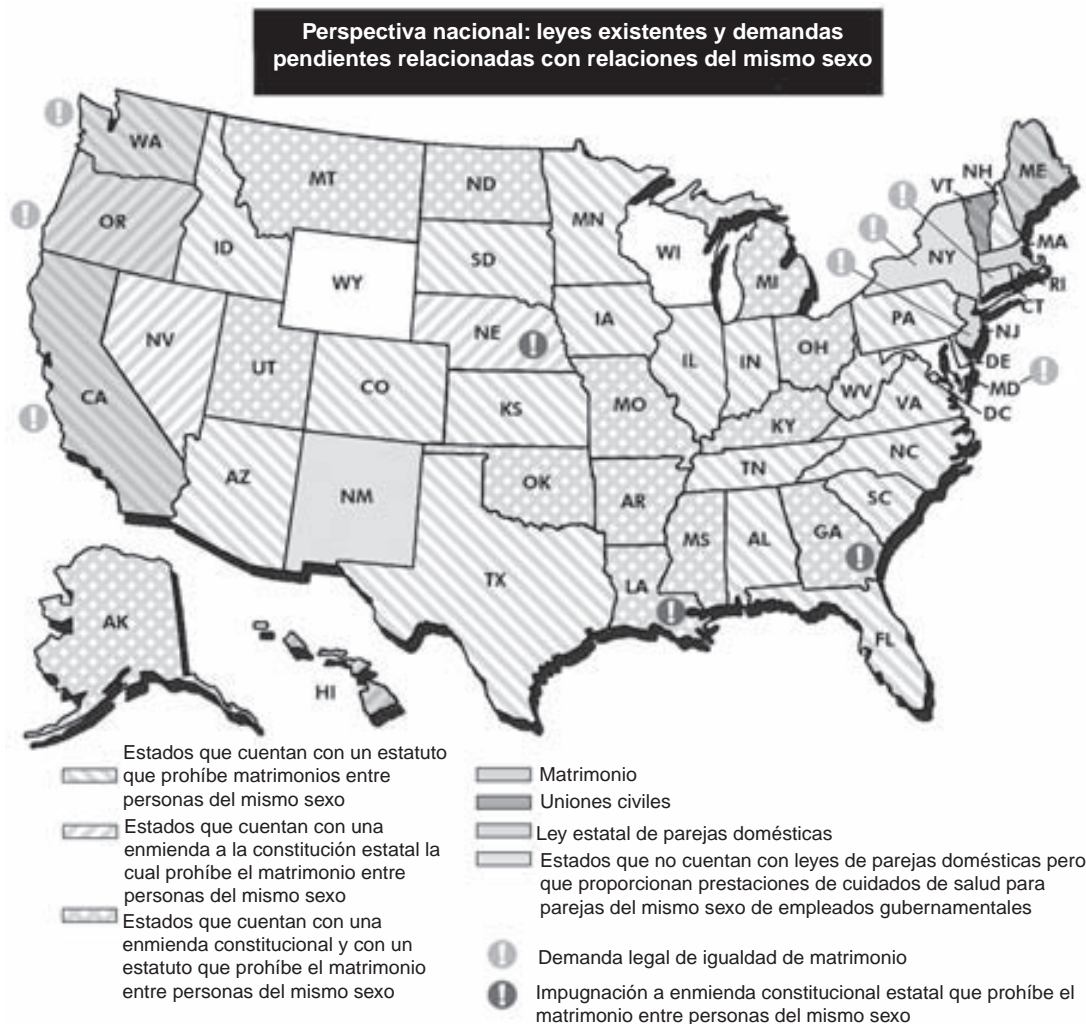 Perspectiva nacional: leyes existentes y demandas
pendientes relacionadas con relaciones del mismo sexo
WA
MT
ND
MN
VT
NH
ME
OR
ID
SD
WI
MI
NY
MA
RI
CT
WY
NE
IA
PA
NJ
NV
UT
CO
IL
IN
OH
DE
MD
DC
CA
KS
MO
WV
VA
KY
AZ
NM
OK
AR
TN
NC
SC
TX
MS
AL
GA
LA
FL
AK
HI
Estados que cuentan con un estatuto
que prohíbe matrimonios entre
personas del mismo sexo
Estados que cuentan con una
enmienda a la constitución estatal la
cual prohíbe el matrimonio entre
personas del mismo sexo
Estados que cuentan con una
enmienda constitucional y con un
estatuto que prohíbe el matrimonio
entre personas del mismo sexo
Matrimonio
Uniones civiles
Ley estatal de parejas domésticas
Estados que no cuentan con leyes de parejas domésticas pero
que proporcionan prestaciones de cuidados de salud para
parejas del mismo sexo de empleados gubernamentales
Demanda legal de igualdad de matrimonio
Impugnación a enmienda constitucional estatal que prohíbe el
matrimonio entre personas del mismo sexo